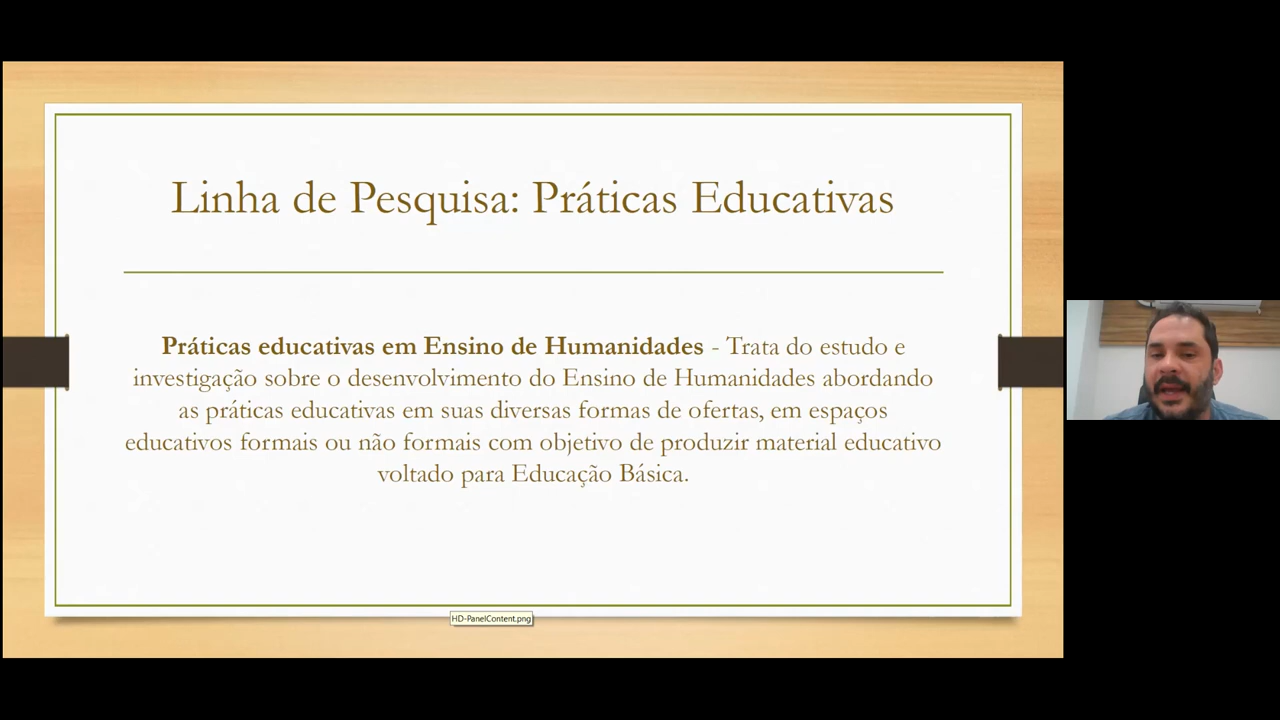 Linha de Pesquisa: Práticas Educativas
Práticas educativas em Ensino de Humanidades - Trata do estudo e
investigação sobre o desenvolvimento do Ensino de Humanidades abordando
as práticas educativas em suas diversas formas de ofertas, em espaços
educativos formais ou não formais com objetivo de produzir material educativo
voltado para Educação Básica.
HD-PanelContent.png